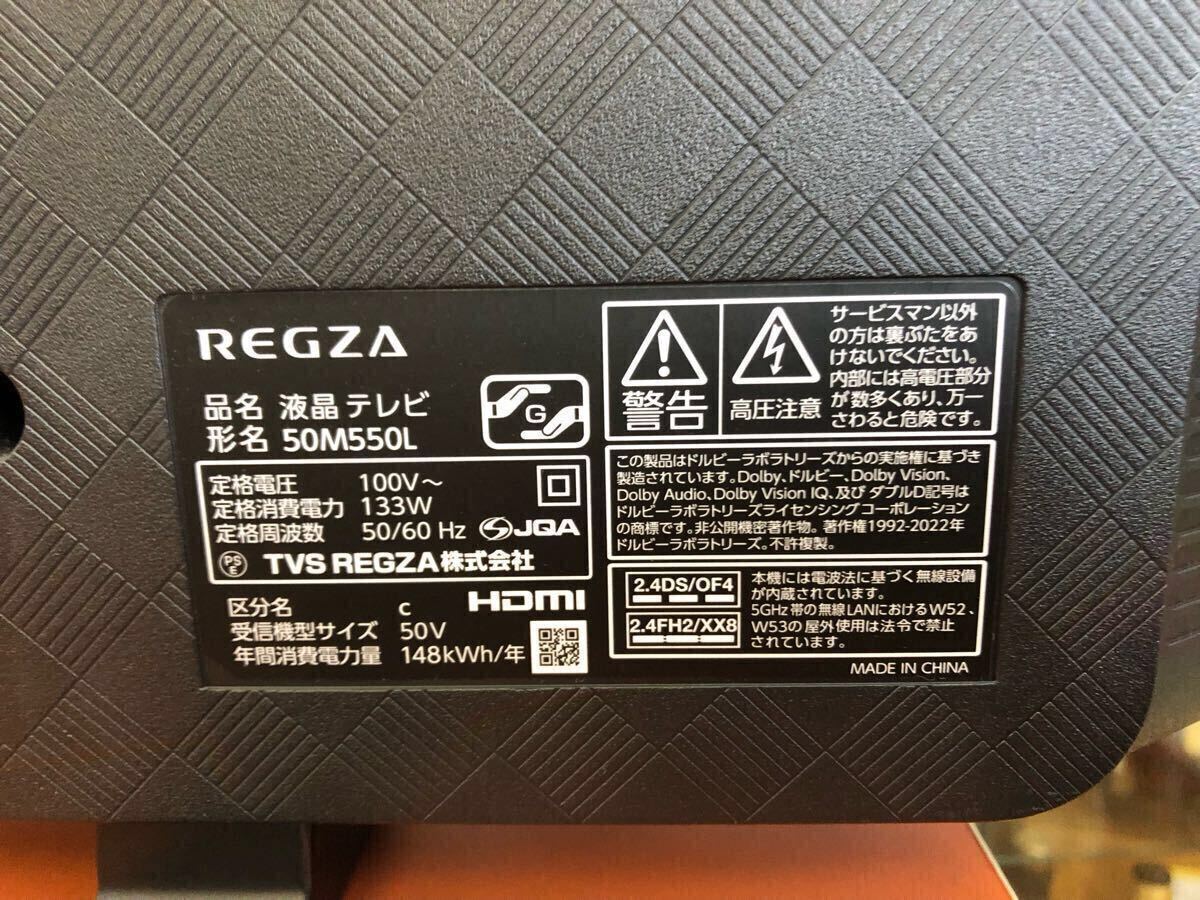 REGZA
品名 液晶テレビ
形名 50M550L
G
定格電圧 100V～
定格消費電力 133W
定格周波数 50/60 Hz
JQA
PS
E
TVS REGZA株式会社
区分名 C
HDMI
受信機型サイズ 50V
年間消費電力量 148kWh/年
警告
高圧注意
サービスマン以外
の方は裏ぶたをあ
けないでください。
内部には高電圧部分
が数多くあり、万一
さわると危険です。
この製品はドルビーラボラトリーズからの実施権に基づき
製造されています。Dolby、ドルビー、Dolby Vision、
Dolby Audio、Dolby Vision IQ、及び ダブルD記号は
ドルビーラボラトリーズライセンシング コーポレーション
の商標です。非公開機密著作物。著作権1992-2022年
ドルビーラボラトリーズ。不許複製。
2.4DS/OF4
2.4FH2/XX8
本機には電波法に基づく無線設備
が内蔵されています。
5GHz帯の無線LANにおけるW52、
W53の屋外使用は法令で禁止
されています。
MADE IN CHINA